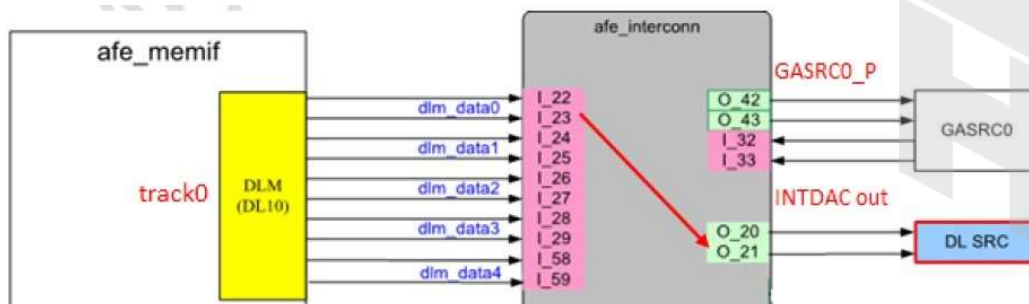 afe_memif
track0
DLM
(DL10)
dlm_data0
dlm_data1
dlm_data2
dlm_data3
dlm_data4
afe_interconn
I_22
I_23
I_24
I_25
I_26
I_27
I_28
I_29
I_58
I_59
O_42
O_43
I_32
I_33
O_20
O_21
GASRC0_P
GASRC0
INTDAC out
DL SRC